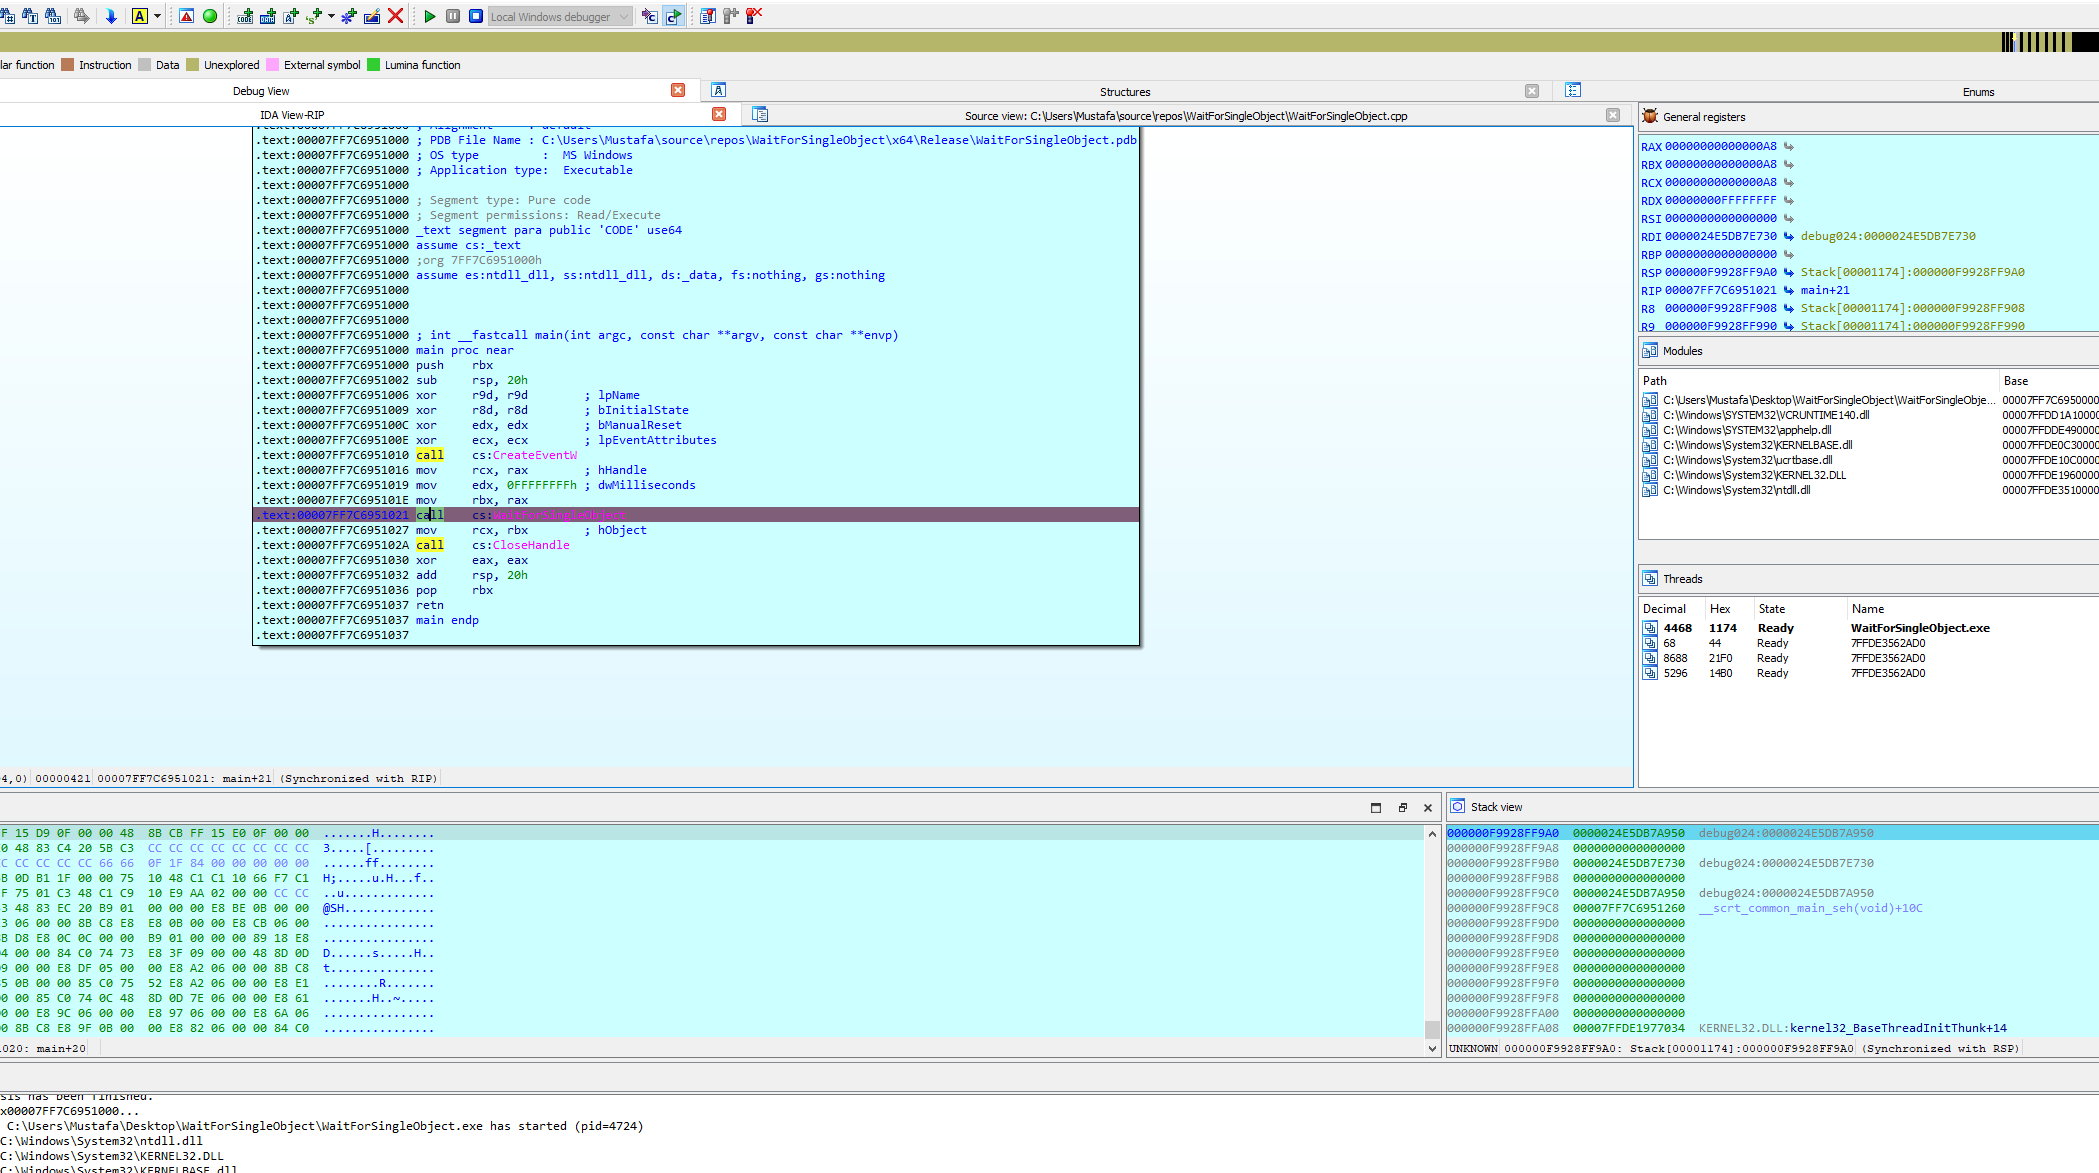 Local Windows debugger
lar function Instruction Data Unexplored External symbol Lumina function
Debug View Structures Enums
IDA View-RIP Source view: C:\Users\Mustafa\source\repos\WaitForSingleObject\WaitForSingleObject.cpp
.text:00007FF7C6951000 ; Alignment : default
.text:00007FF7C6951000 ; PDB File Name : C:\Users\Mustafa\source\repos\WaitForSingleObject\x64\Release\WaitForSingleObject.pdb
.text:00007FF7C6951000 ; OS type : MS Windows
.text:00007FF7C6951000 ; Application type: Executable
.text:00007FF7C6951000
.text:00007FF7C6951000 ; Segment type: Pure code
.text:00007FF7C6951000 ; Segment permissions: Read/Execute
.text:00007FF7C6951000 _text segment para public 'CODE' use64
.text:00007FF7C6951000 assume cs:_text
.text:00007FF7C6951000 ;org 7FF7C6951000h
.text:00007FF7C6951000 assume es:ntdll_dll, ss:ntdll_dll, ds:_data, fs:nothing, gs:nothing
.text:00007FF7C6951000
.text:00007FF7C6951000
.text:00007FF7C6951000
.text:00007FF7C6951000 ; int __fastcall main(int argc, const char **argv, const char **envp)
.text:00007FF7C6951000 main proc near
.text:00007FF7C6951000 push rbx
.text:00007FF7C6951002 sub rsp, 20h
.text:00007FF7C6951006 xor r9d, r9d ; lpName
.text:00007FF7C6951009 xor r8d, r8d ; bInitialState
.text:00007FF7C695100C xor edx, edx ; bManualReset
.text:00007FF7C695100E xor ecx, ecx ; lpEventAttributes
.text:00007FF7C6951010 call cs:CreateEventW
.text:00007FF7C6951016 mov rcx, rax ; hHandle
.text:00007FF7C6951019 mov edx, 0FFFFFFFFh ; dwMilliseconds
.text:00007FF7C695101E mov rbx, rax
.text:00007FF7C6951021 call cs:WaitForSingleObject
.text:00007FF7C6951027 mov rcx, rbx ; hObject
.text:00007FF7C695102A call cs:CloseHandle
.text:00007FF7C6951030 xor eax, eax
.text:00007FF7C6951032 add rsp, 20h
.text:00007FF7C6951036 pop rbx
.text:00007FF7C6951037 retn
.text:00007FF7C6951037 main endp
.text:00007FF7C6951037
4,0) 00000421 00007FF7C6951021: main+21 (Synchronized with RIP)
General registers
RAX 00000000000000A8
RBX 00000000000000A8
RCX 00000000000000A8
RDX 00000000FFFFFFFF
RSI 0000000000000000
RDI 0000024E5DB7E730 debug024:0000024E5DB7E730
RBP 0000000000000000
RSP 000000F9928FF9A0 Stack[00001174]:000000F9928FF9A0
RIP 00007FF7C6951021 main+21
R8 000000F9928FF908 Stack[00001174]:000000F9928FF908
R9 000000F9928FF990 Stack[00001174]:000000F9928FF990
Modules
Path Base
C:\Users\Mustafa\Desktop\WaitForSingleObject\WaitForSingleObje... 00007FF7C6950000
C:\Windows\SYSTEM32\VCRUNTIME140.dll 00007FFDD1A10000
C:\Windows\SYSTEM32\apphelp.dll 00007FFDDE490000
C:\Windows\System32\KERNELBASE.dll 00007FFDE0C30000
C:\Windows\System32\ucrtbase.dll 00007FFDE10C0000
C:\Windows\System32\KERNEL32.DLL 00007FFDE1960000
C:\Windows\System32\ntdll.dll 00007FFDE3510000
Threads
Decimal Hex State Name
4468 1174 Ready WaitForSingleObject.exe
68 44 Ready 7FFDE3562AD0
8688 21F0 Ready 7FFDE3562AD0
5296 14B0 Ready 7FFDE3562AD0
F 15 D9 0F 00 00 48 8B CB FF 15 E0 0F 00 00 .......H........
0 48 83 C4 20 5B C3 CC CC CC CC CC CC CC CC 3.....[.........
C CC CC CC CC 66 66 0F 1F 84 00 00 00 00 00 ......ff........
B 0D B1 1F 00 00 75 10 48 C1 C1 10 66 F7 C1 H;.....u.H...f..
F 75 01 C3 48 C1 C9 10 E9 AA 02 00 00 CC CC ..u.............
3 48 83 EC 20 B9 01 00 00 00 E8 BE 0B 00 00 @SH.............
3 06 00 00 8B C8 E8 E8 0B 00 00 E8 CB 06 00 ................
B D8 E8 0C 0C 00 00 B9 01 00 00 00 89 18 E8 ................
4 00 00 84 C0 74 73 E8 3F 09 00 00 48 8D 0D D......s.....H..
9 00 00 E8 DF 05 00 00 E8 A2 06 00 00 8B C8 t...............
5 0B 00 00 85 C0 75 52 E8 A2 06 00 00 E8 E1 ........R.......
0 00 85 C0 74 0C 48 8D 0D 7E 06 00 00 E8 61 .......H..~.....
00 00 E8 9C 06 00 00 E8 97 06 00 00 E8 6A 06 ................
0 8B C8 E8 9F 0B 00 00 E8 82 06 00 00 84 C0 ................
020: main+20
Stack view
000000F9928FF9A0 0000024E5DB7A950 debug024:0000024E5DB7A950
000000F9928FF9A8 0000000000000000
000000F9928FF9B0 0000024E5DB7E730 debug024:0000024E5DB7E730
000000F9928FF9B8 0000000000000000
000000F9928FF9C0 0000024E5DB7A950 debug024:0000024E5DB7A950
000000F9928FF9C8 00007FF7C6951260 __scrt_common_main_seh(void)+10C
000000F9928FF9D0 0000000000000000
000000F9928FF9D8 0000000000000000
000000F9928FF9E0 0000000000000000
000000F9928FF9E8 0000000000000000
000000F9928FF9F0 0000000000000000
000000F9928FF9F8 0000000000000000
000000F9928FFA00 0000000000000000
000000F9928FFA08 00007FFDE1977034 KERNEL32.DLL:kernel32_BaseThreadInitThunk+14
UNKNOWN 000000F9928FF9A0: Stack[00001174]:000000F9928FF9A0 (Synchronized with RSP)
sis has been finished.
x00007FF7C6951000...
C:\Users\Mustafa\Desktop\WaitForSingleObject\WaitForSingleObject.exe has started (pid=4724)
C:\Windows\System32\ntdll.dll
C:\Windows\System32\KERNEL32.DLL
C:\Windows\System32\KERNELBASE.dll